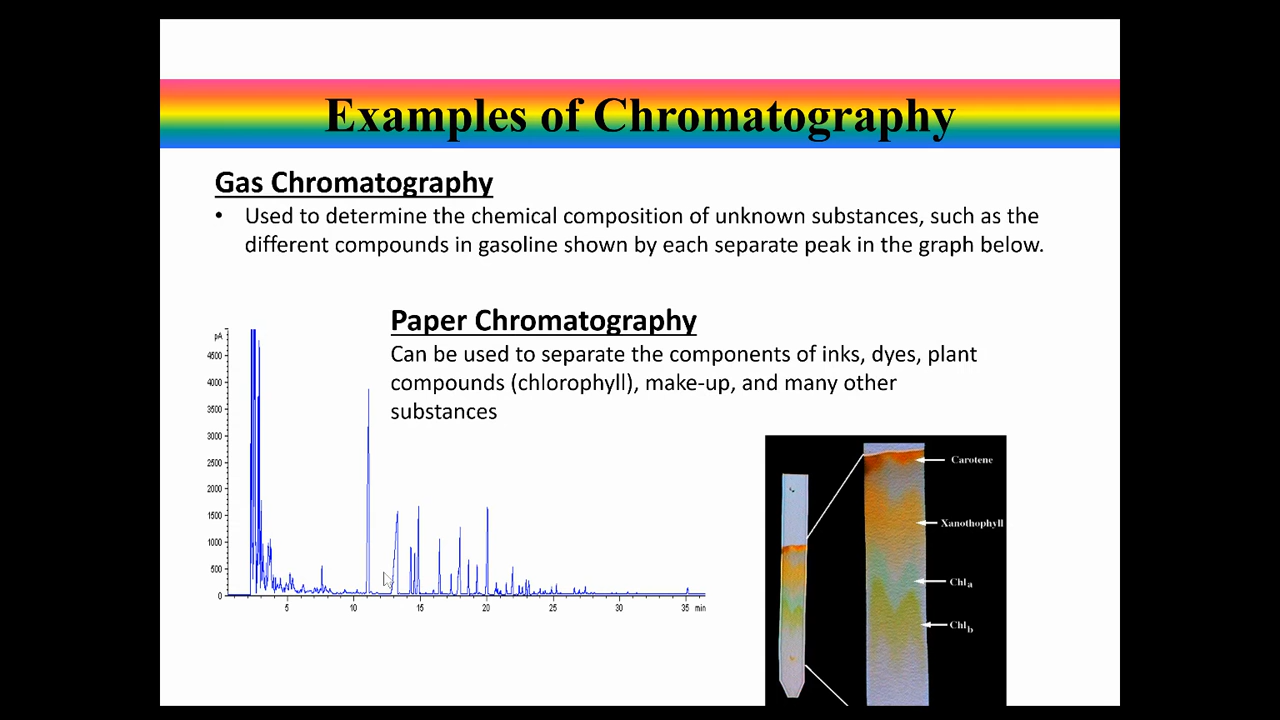 Examples of Chromatography
Gas Chromatography
• Used to determine the chemical composition of unknown substances, such as the
different compounds in gasoline shown by each separate peak in the graph below.
Paper Chromatography
Can be used to separate the components of inks, dyes, plant
compounds (chlorophyll), make-up, and many other
substances
pA
4500
4000
3500
3000
2500
2000
1500
1000
500
0
5 10 15 20 25 30 35 min
Carotene
Xanothophyll
Chl a
Chl b